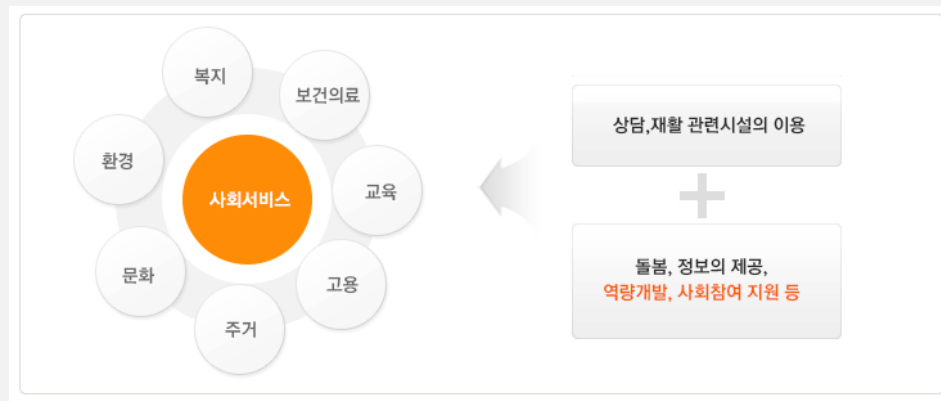 복지
보건의료
환경
사회서비스
교육
문화
고용
주거
상담,재활 관련시설의 이용
돌봄, 정보의 제공,
역량개발, 사회참여 지원 등